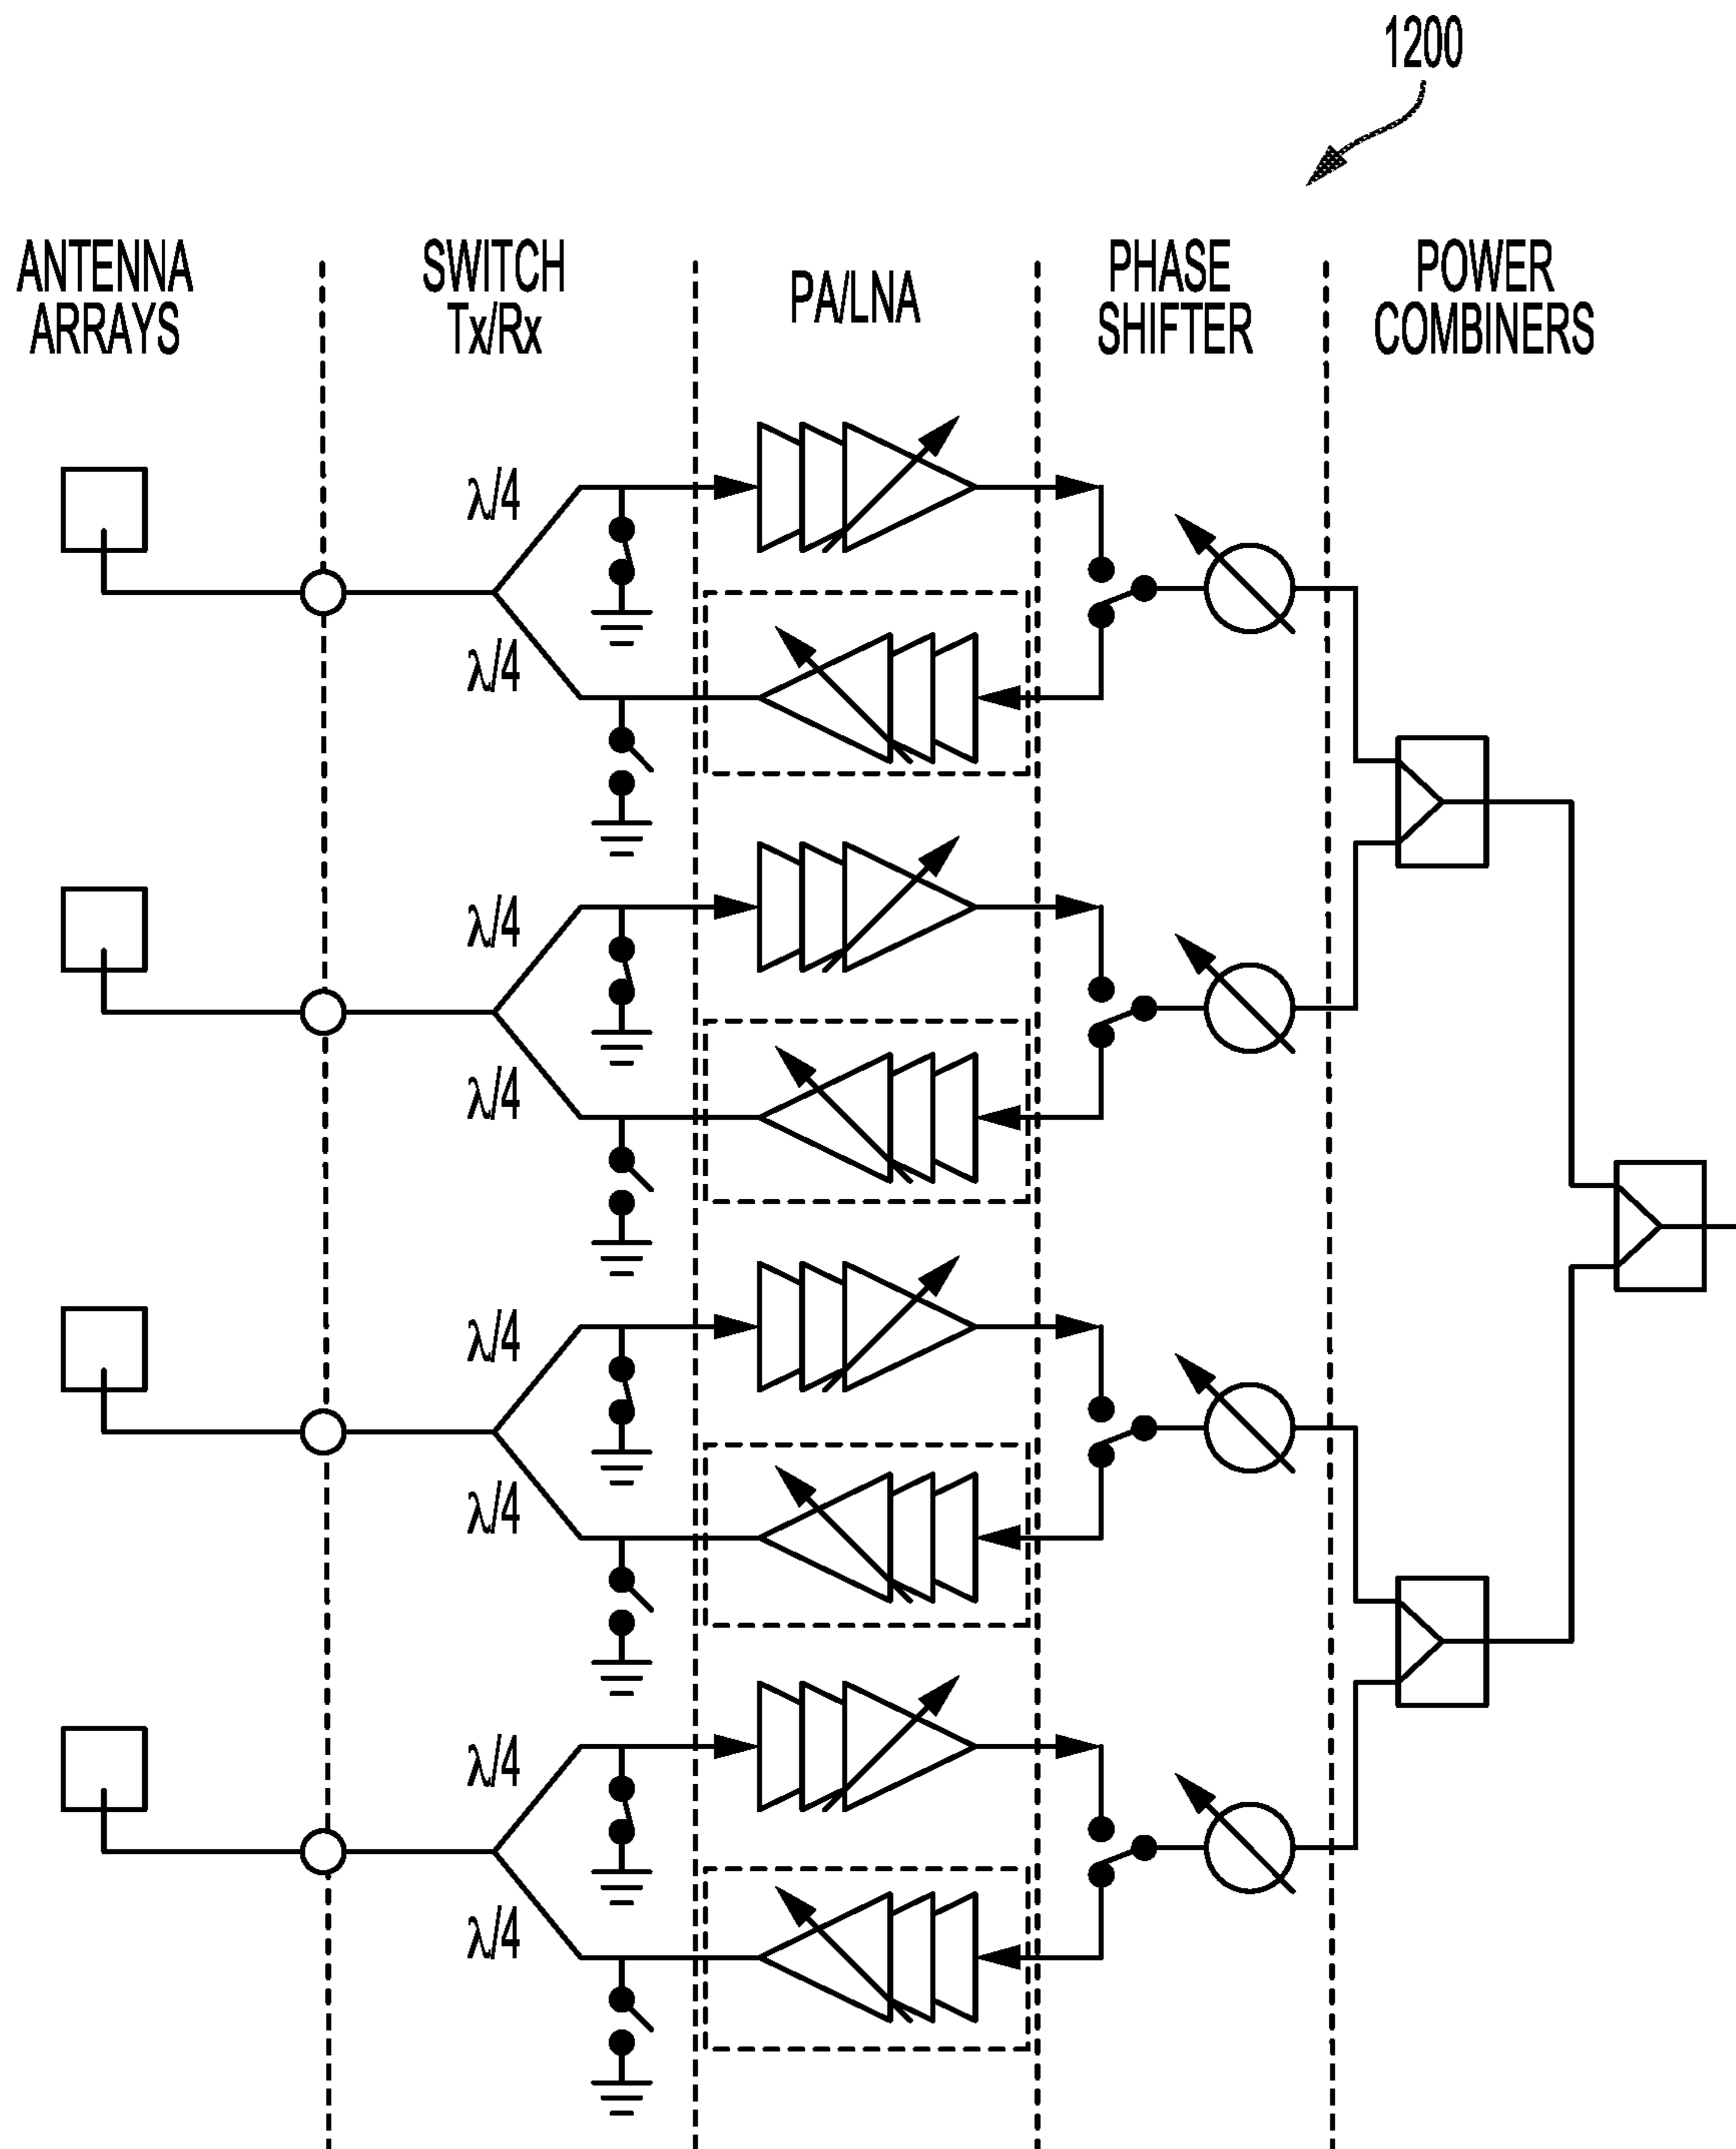 1200
ANTENNA
ARRAYS
SWITCH
Tx/Rx
PA/LNA
PHASE
SHIFTER
POWER
COMBINERS
λ/4
λ/4
λ/4
λ/4
λ/4
λ/4
λ/4
λ/4